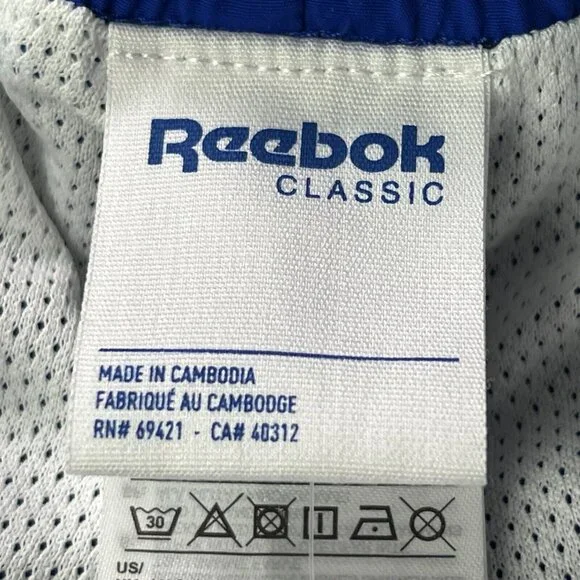 Reebok
CLASSIC
MADE IN CAMBODIA
FABRIQUÉ AU CAMBODGE
RN# 69421 - CA# 40312
30
US/